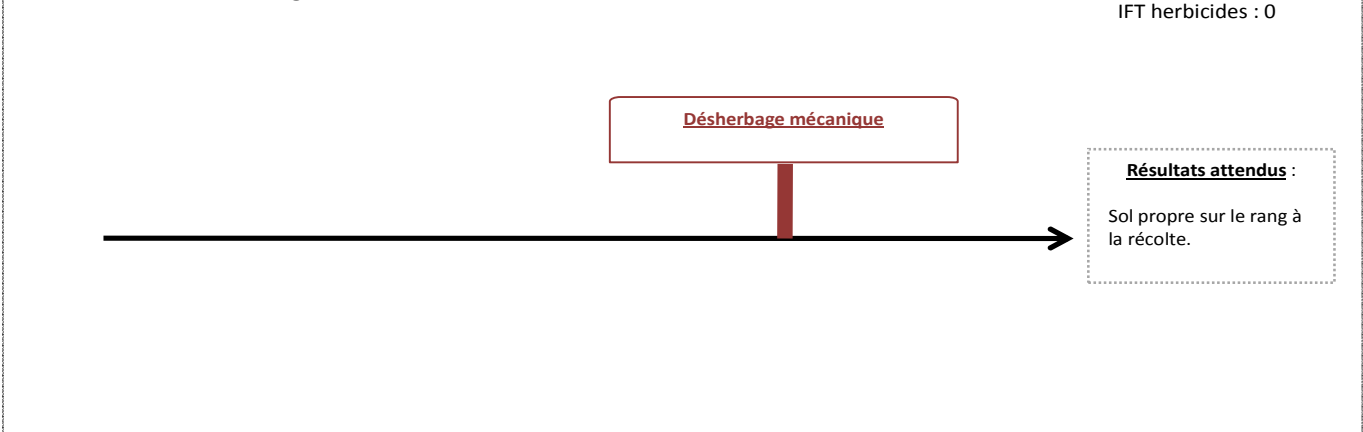 IFT herbicides : 0
Désherbage mécanique
Résultats attendus :
Sol propre sur le rang à
la récolte.